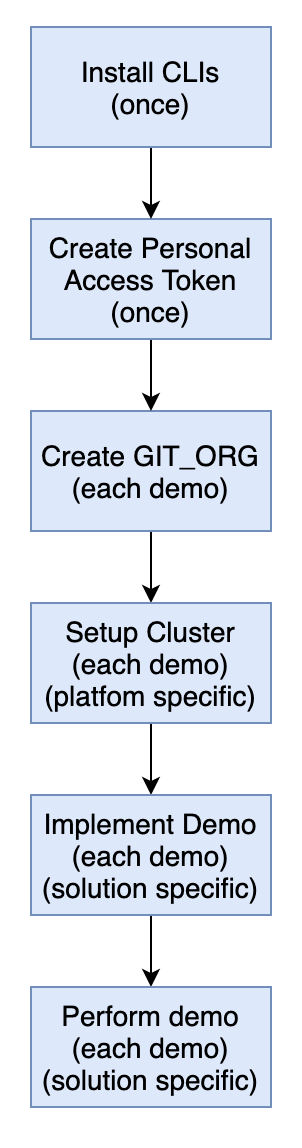 Install CLIs
(once)
Create Personal
Access Token
(once)
Create GIT_ORG
(each demo)
Setup Cluster
(each demo)
(platfom specific)
Implement Demo
(each demo)
(solution specific)
Perform demo
(each demo)
(solution specific)